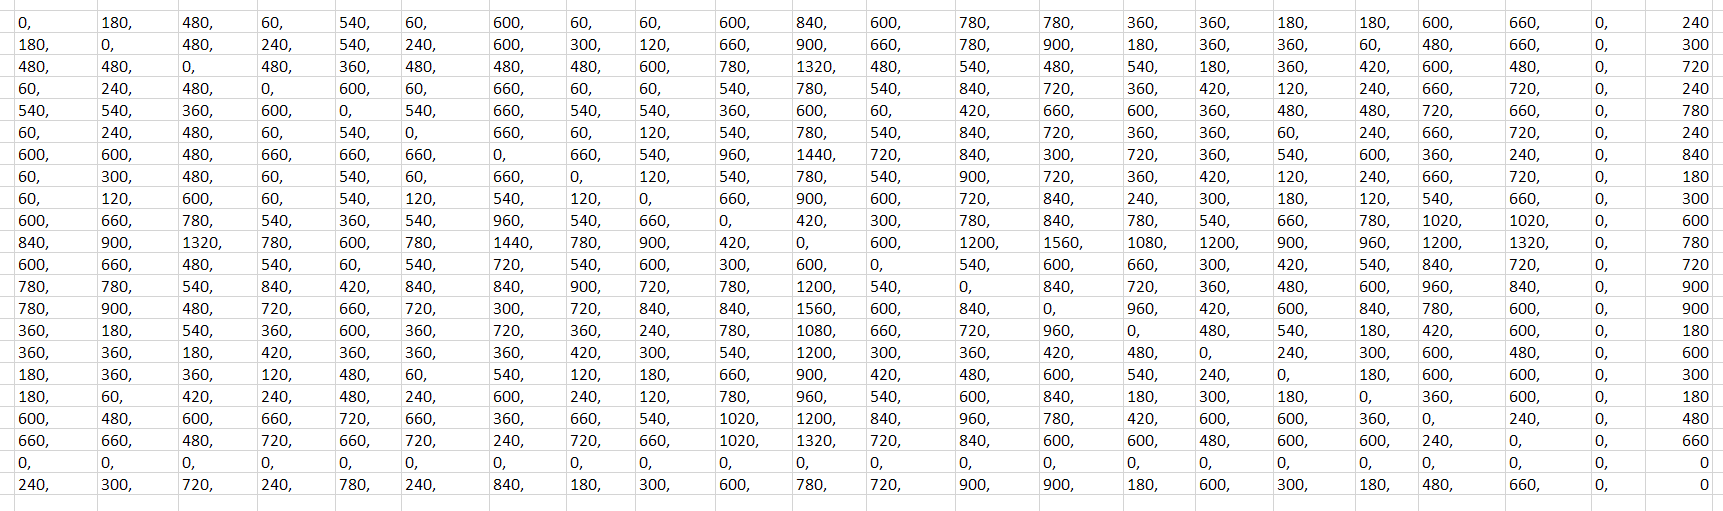 0, 180, 480, 60, 540, 60, 600, 60, 60, 600, 840, 600, 780, 780, 360, 360, 180, 180, 600, 660, 0, 240
180, 0, 480, 240, 540, 240, 600, 300, 120, 660, 900, 660, 780, 900, 180, 360, 360, 60, 480, 660, 0, 300
480, 480, 0, 480, 360, 480, 480, 480, 600, 780, 1320, 480, 540, 480, 540, 180, 360, 420, 600, 480, 0, 720
60, 240, 480, 0, 600, 60, 660, 60, 60, 540, 780, 540, 840, 720, 360, 420, 120, 240, 660, 720, 0, 240
540, 540, 360, 600, 0, 540, 660, 540, 540, 360, 600, 60, 420, 660, 600, 360, 480, 480, 720, 660, 0, 780
60, 240, 480, 60, 540, 0, 660, 60, 120, 540, 780, 540, 840, 720, 360, 360, 60, 240, 660, 720, 0, 240
600, 600, 480, 660, 660, 660, 0, 660, 540, 960, 1440, 720, 840, 300, 720, 360, 540, 600, 360, 240, 0, 840
60, 300, 480, 60, 540, 60, 660, 0, 120, 540, 780, 540, 900, 720, 360, 420, 120, 240, 660, 720, 0, 180
60, 120, 600, 60, 540, 120, 540, 120, 0, 660, 900, 600, 720, 840, 240, 300, 180, 120, 540, 660, 0, 300
600, 660, 780, 540, 360, 540, 960, 540, 660, 0, 420, 300, 780, 840, 780, 540, 660, 780, 1020, 1020, 0, 600
840, 900, 1320, 780, 600, 780, 1440, 780, 900, 420, 0, 600, 1200, 1560, 1080, 1200, 900, 960, 1200, 1320, 0, 780
600, 660, 480, 540, 60, 540, 720, 540, 600, 300, 600, 0, 540, 600, 660, 300, 420, 540, 840, 720, 0, 720
780, 780, 540, 840, 420, 840, 840, 900, 720, 780, 1200, 540, 0, 840, 720, 360, 480, 600, 960, 840, 0, 900
780, 900, 480, 720, 660, 720, 300, 720, 840, 840, 1560, 600, 840, 0, 960, 420, 600, 840, 780, 600, 0, 900
360, 180, 540, 360, 600, 360, 720, 360, 240, 780, 1080, 660, 720, 960, 0, 480, 540, 180, 420, 600, 0, 180
360, 360, 180, 420, 360, 360, 360, 420, 300, 540, 1200, 300, 360, 420, 480, 0, 240, 300, 600, 480, 0, 600
180, 360, 360, 120, 480, 60, 540, 120, 180, 660, 900, 420, 480, 600, 540, 240, 0, 180, 600, 600, 0, 300
180, 60, 420, 240, 480, 240, 600, 240, 120, 780, 960, 540, 600, 840, 180, 300, 180, 0, 360, 600, 0, 180
600, 480, 600, 660, 720, 660, 360, 660, 540, 1020, 1200, 840, 960, 780, 420, 600, 600, 360, 0, 240, 0, 480
660, 660, 480, 720, 660, 720, 240, 720, 660, 1020, 1320, 720, 840, 600, 600, 480, 600, 600, 240, 0, 0, 660
0, 0, 0, 0, 0, 0, 0, 0, 0, 0, 0, 0, 0, 0, 0, 0, 0, 0, 0, 0, 0, 0
240, 300, 720, 240, 780, 240, 840, 180, 300, 600, 780, 720, 900, 900, 180, 600, 300, 180, 480, 660, 0, 0